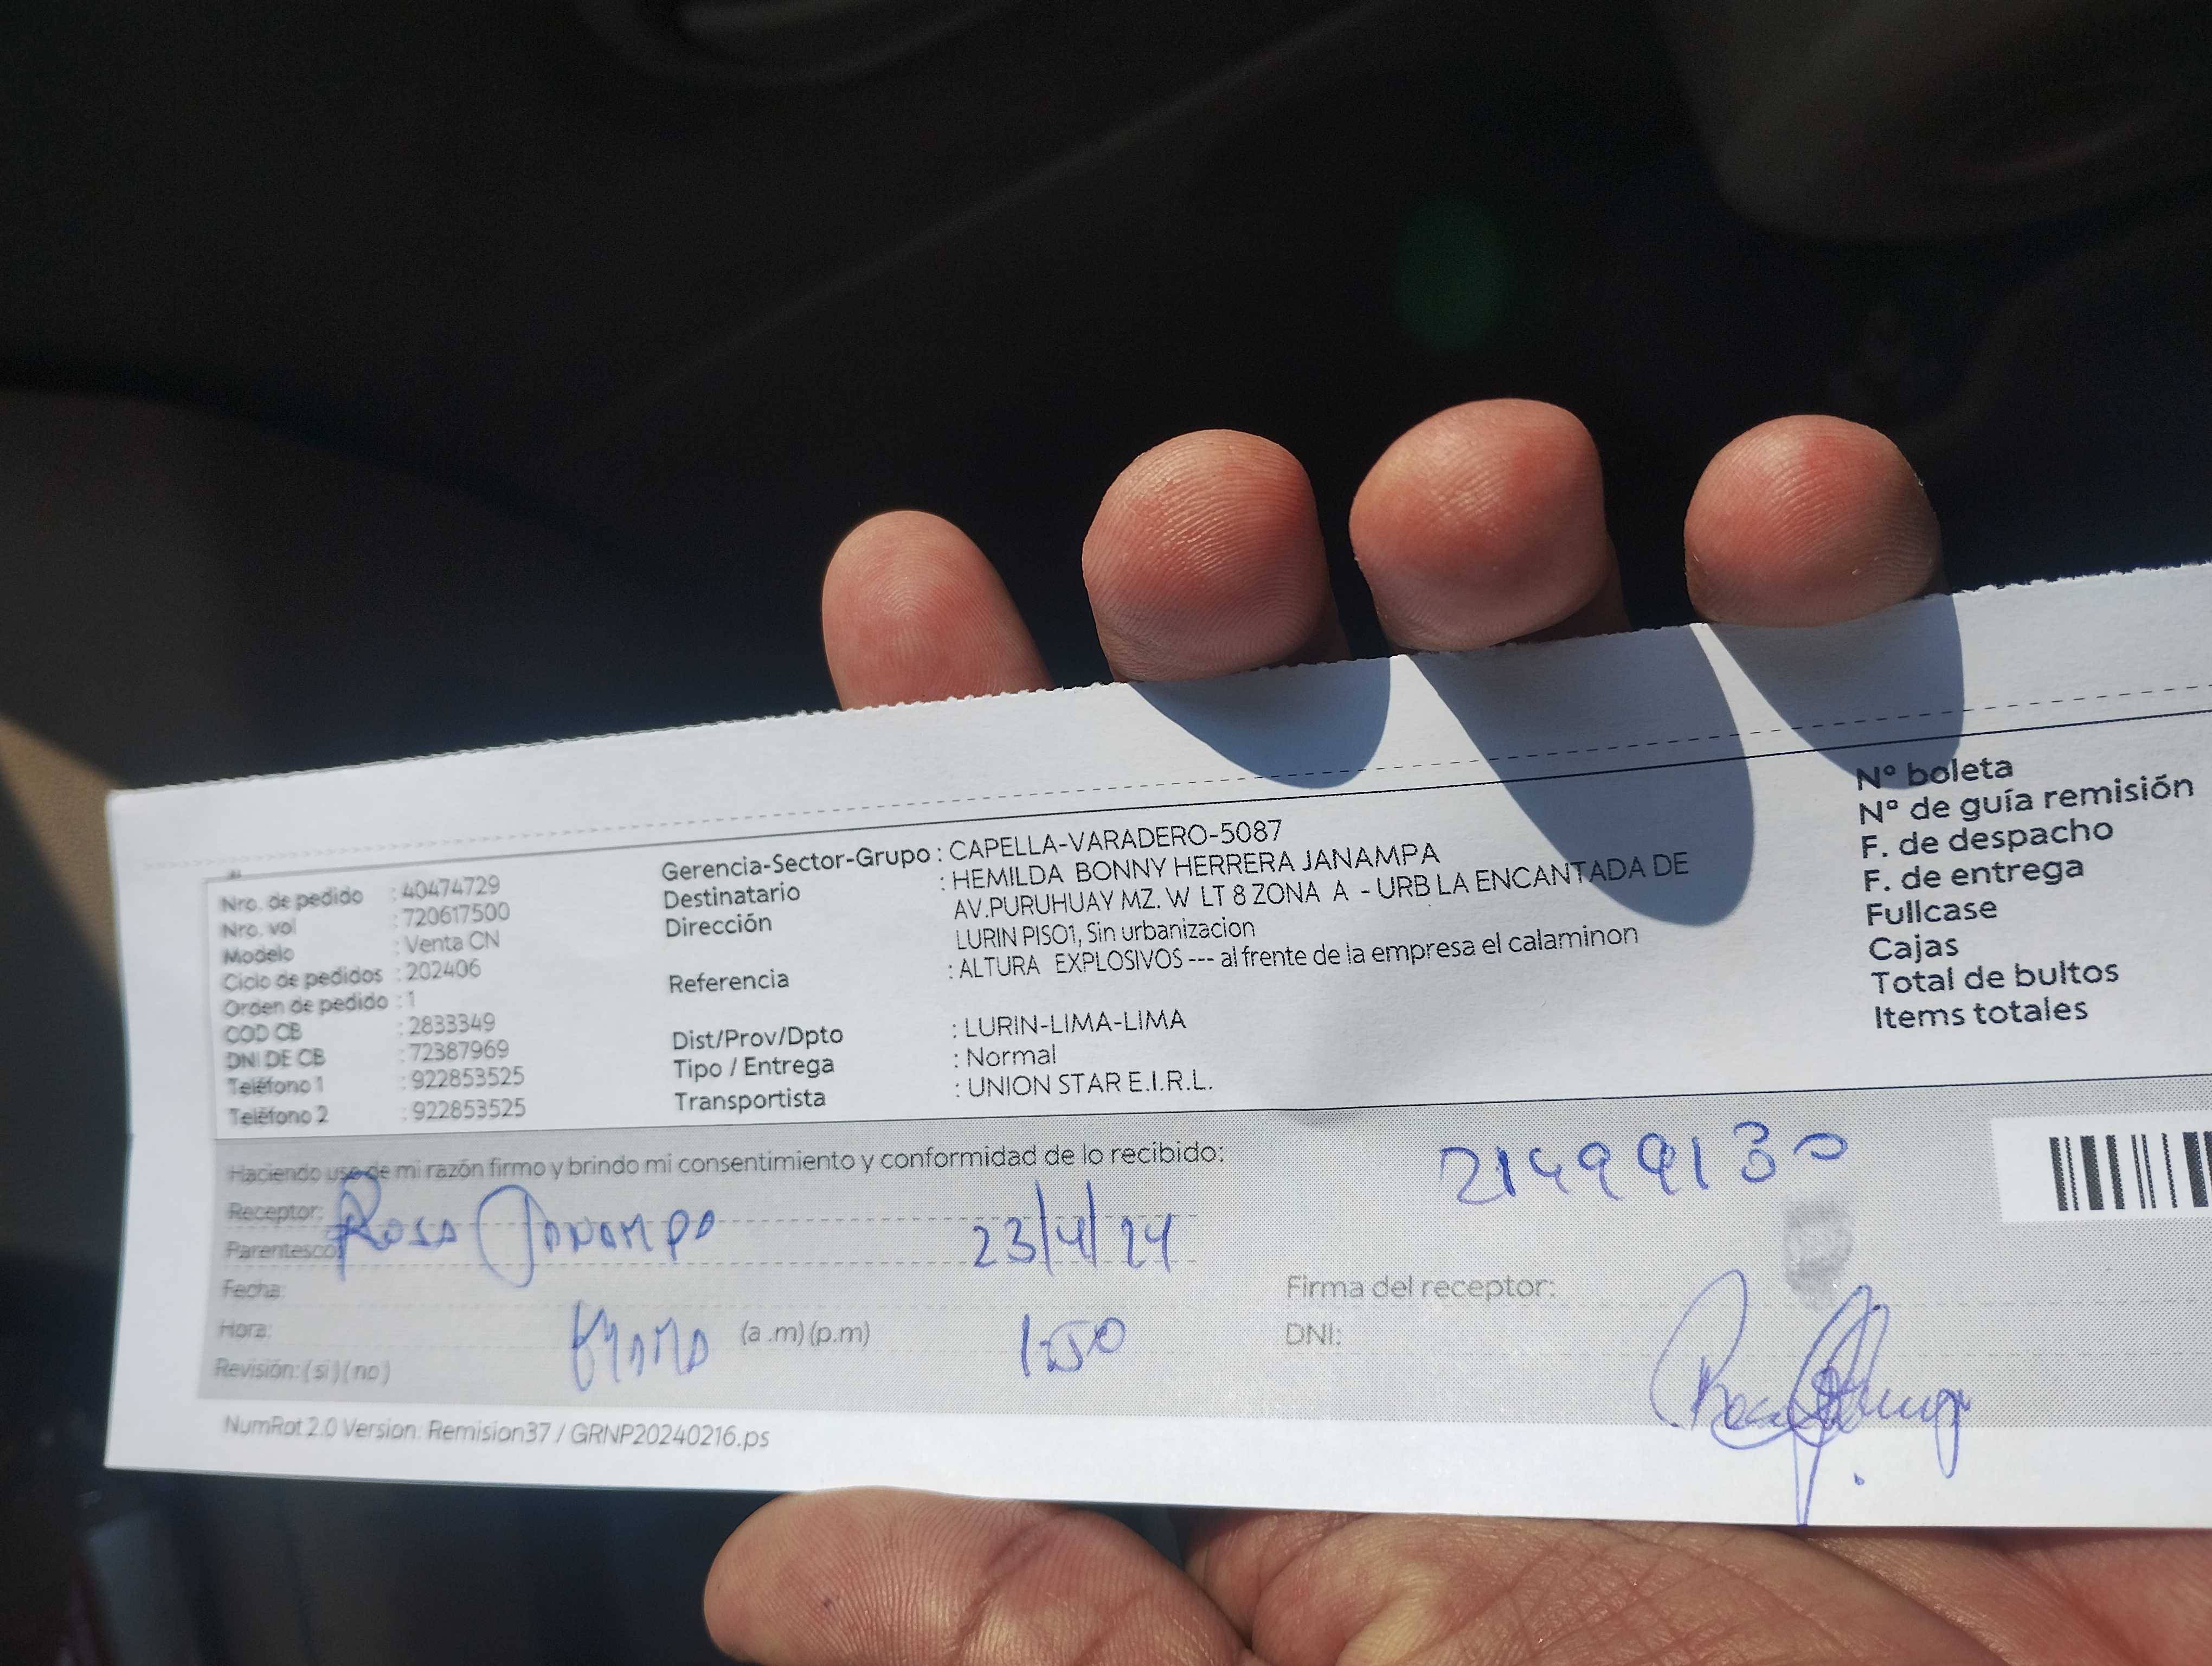 Nro. de pedido : 40474729
Nro. vol : 720617500
Modelo : Venta CN
Ciclo de pedidos : 202406
Orden de pedido : 1
COD CB : 2833349
DNI DE CB : 72387969
Teléfono 1 : 922853525
Teléfono 2 : 922853525
Gerencia-Sector-Grupo : CAPELLA-VARADERO-5087
Destinatario : HEMILDA BONNY HERRERA JANAMPA
Dirección AV.PURUHUAY MZ. W LT 8 ZONA A - URB LA ENCANTADA DE
LURIN PISO1, Sin urbanizacion
Referencia : ALTURA EXPLOSIVOS --- al frente de la empresa el calaminon
Dist/Prov/Dpto : LURIN-LIMA-LIMA
Tipo / Entrega : Normal
Transportista : UNION STAR E.I.R.L.
N° boleta
N° de guía remisión
F. de despacho
F. de entrega
Fullcase
Cajas
Total de bultos
Items totales
Haciendo uso de mi razón firmo y brindo mi consentimiento y conformidad de lo recibido:
21499130
Receptor: Rosa Janampa
Parentesco: 23/4/24
Fecha:
Hora: (a .m) (p.m) 1:50
Revisión: ( si ) ( no )
Firma del receptor:
DNI:
NumRot 2.0 Version: Remision37 / GRNP20240216.ps